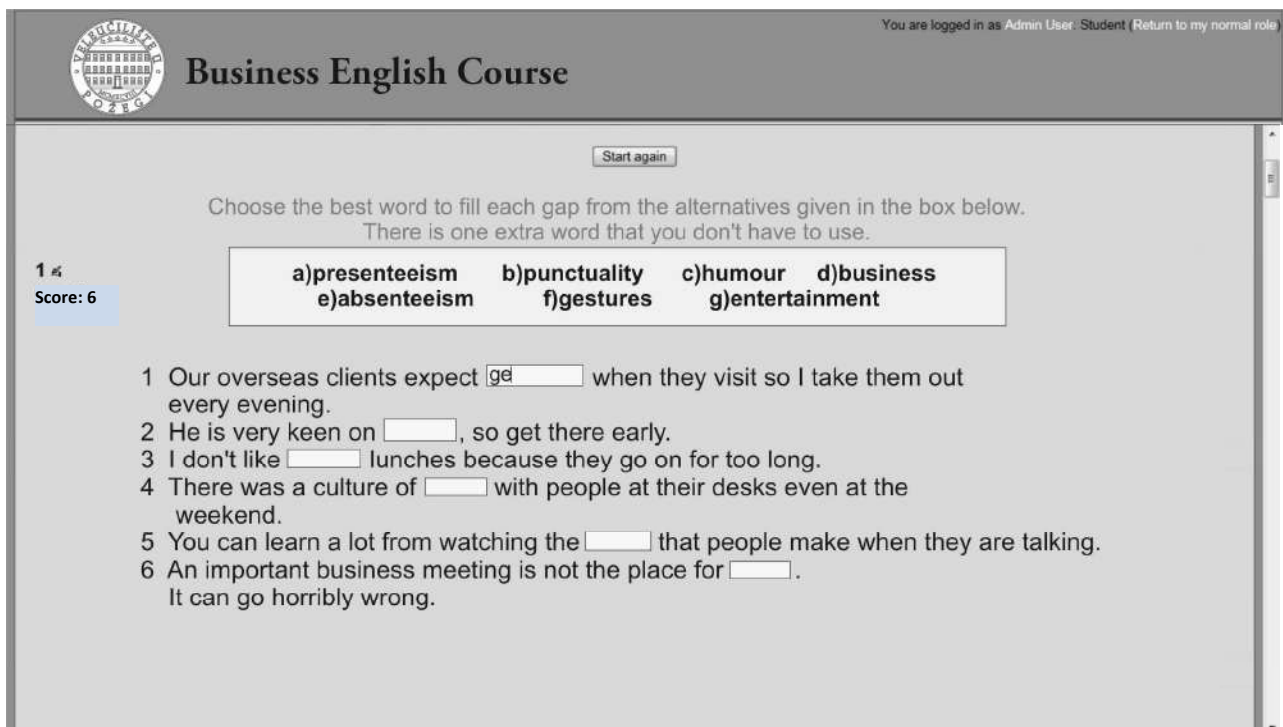 You are logged in as Admin User. Student (Return to my normal role)
VELEUČILIŠTE U POŽEGI
MCMXCVIII
Business English Course
Start again
Choose the best word to fill each gap from the alternatives given in the box below.
There is one extra word that you don't have to use.
1
Score: 6
a)presenteeism b)punctuality c)humour d)business
e)absenteeism f)gestures g)entertainment
1 Our overseas clients expect ge when they visit so I take them out
every evening.
2 He is very keen on , so get there early.
3 I don't like lunches because they go on for too long.
4 There was a culture of with people at their desks even at the
weekend.
5 You can learn a lot from watching the that people make when they are talking.
6 An important business meeting is not the place for .
It can go horribly wrong.